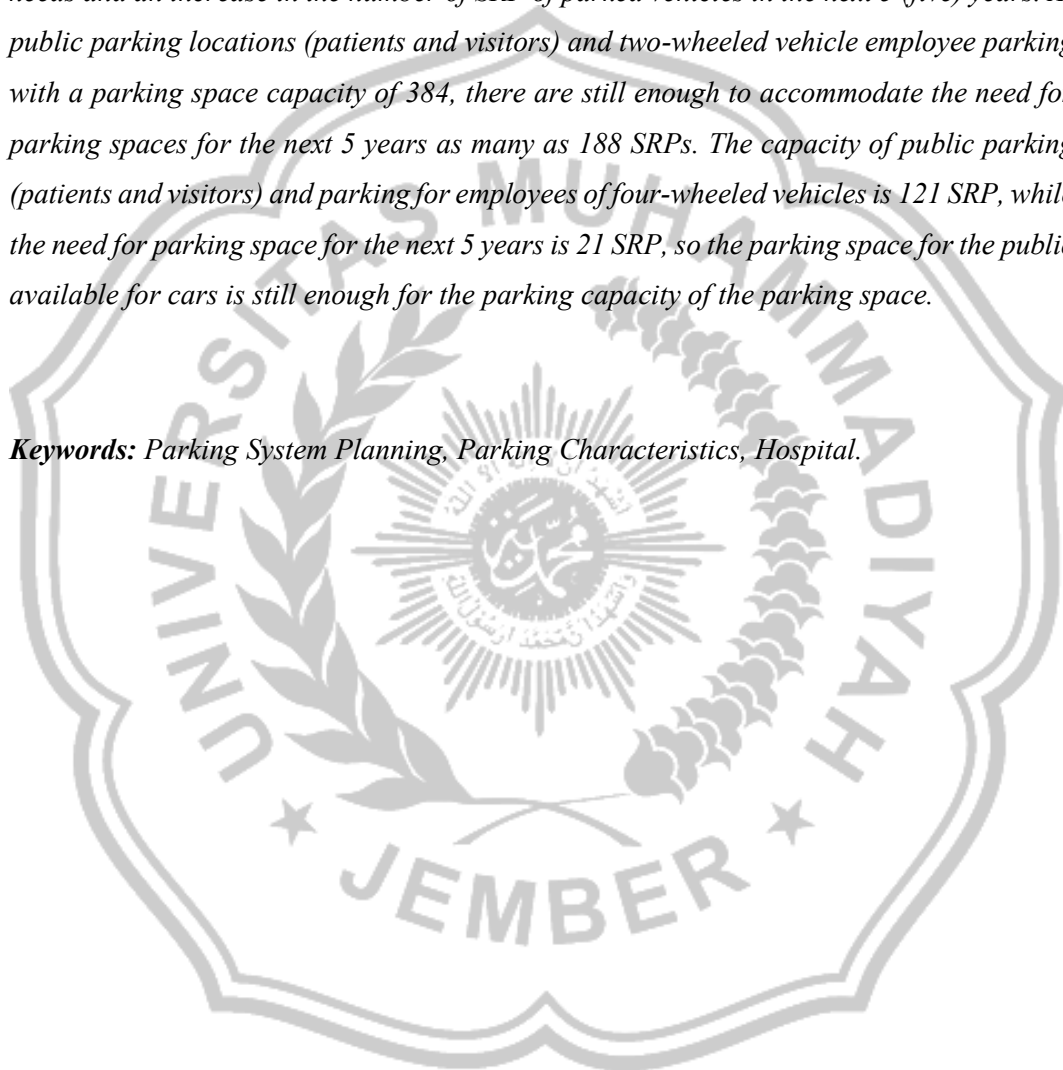 public parking locations (patients and visitors) and two-wheeled vehicle employee parking
with a parking space capacity of 384, there are still enough to accommodate the need for
parking spaces for the next 5 years as many as 188 SRPs. The capacity of public parking
(patients and visitors) and parking for employees of four-wheeled vehicles is 121 SRP, while
the need for parking space for the next 5 years is 21 SRP, so the parking space for the public
available for cars is still enough for the parking capacity of the parking space.
Keywords: Parking System Planning, Parking Characteristics, Hospital.
UNIVERSITAS MUHAMMADIYAH
JEMBER